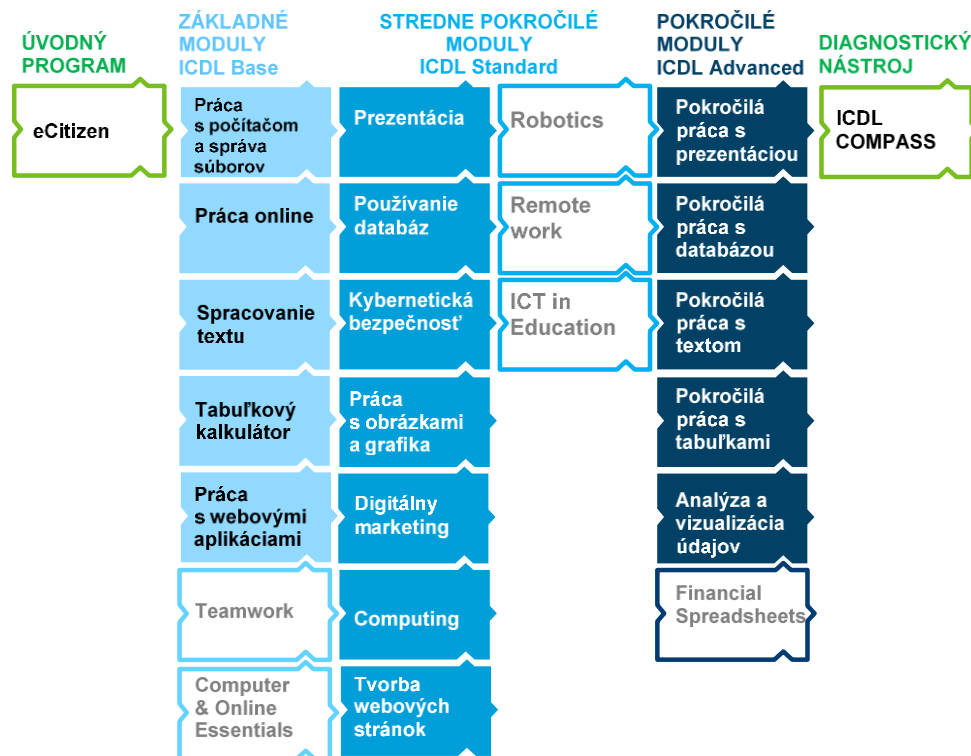 ÚVODNÝ
PROGRAM
eCitizen
ZÁKLADNÉ
MODULY
ICDL Base
Práca
s počítačom
a správa
súborov
Práca online
Spracovanie
textu
Tabuľkový
kalkulátor
Práca
s webovými
aplikáciami
Teamwork
Computer
& Online
Essentials
STREDNE POKROČILÉ
MODULY
ICDL Standard
Prezentácia
Používanie
databáz
Kybernetická
bezpečnosť
Práca
s obrázkami
a grafika
Digitálny
marketing
Computing
Tvorba
webových
stránok
Robotics
Remote
work
ICT in
Education
POKROČILÉ
MODULY
ICDL Advanced
Pokročilá
práca s
prezentáciou
Pokročilá
práca s
databázou
Pokročilá
práca s
textom
Pokročilá
práca s
tabuľkami
Analýza a
vizualizácia
údajov
Financial
Spreadsheets
DIAGNOSTICKÝ
NÁSTROJ
ICDL
COMPASS